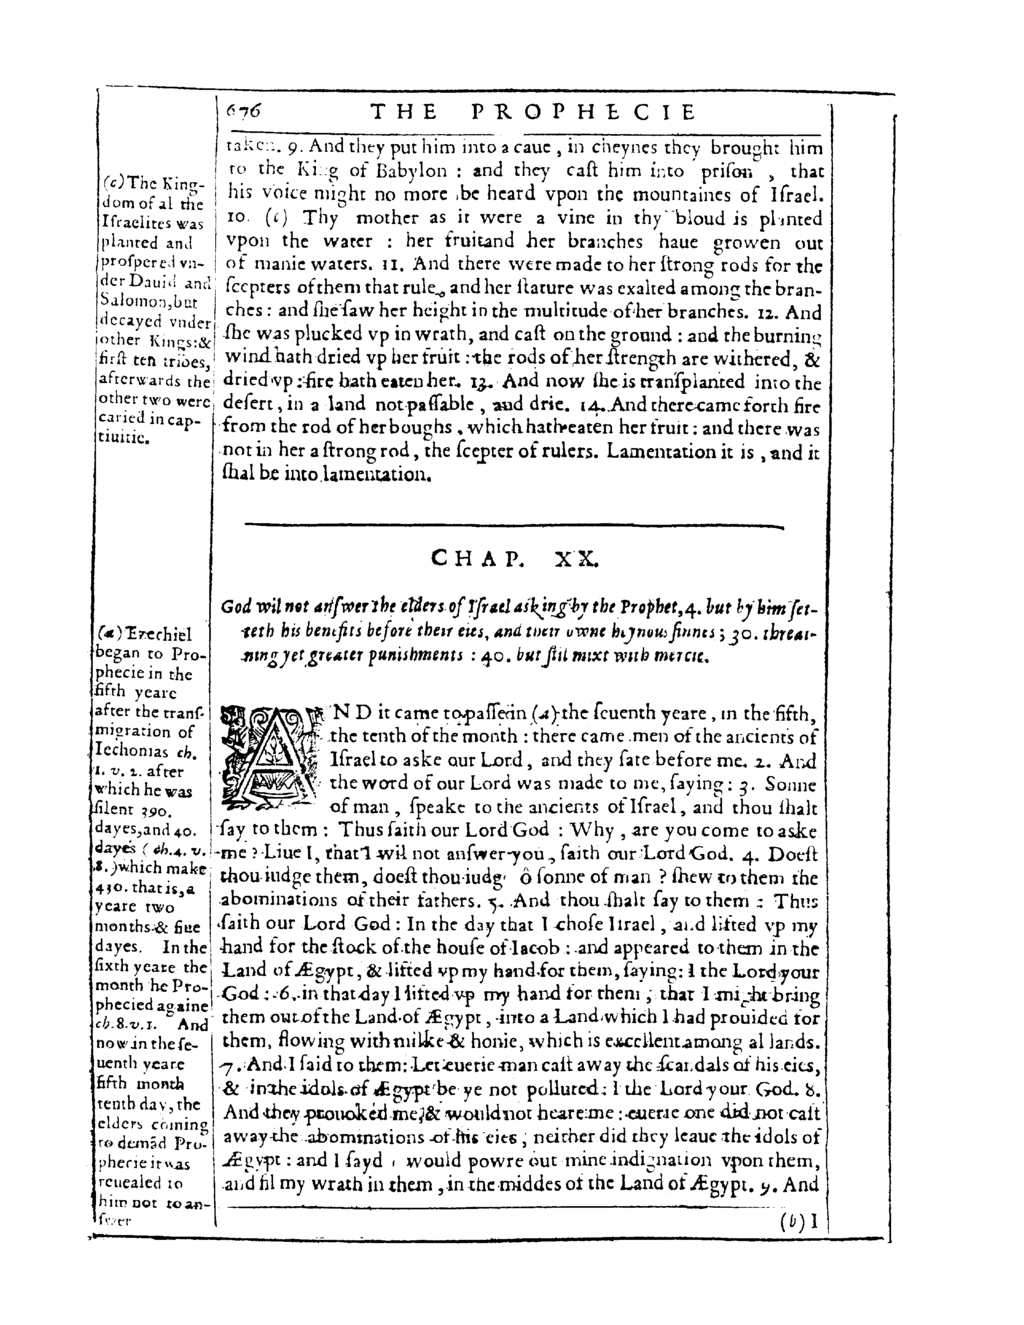 676 THE PROPHECIE
taken. 9. And they put him into a caue , in cheynes they brought him
to the King of Babylon : and they caſt him into priſon , that
his voice might no more be heard vpon the mountaines of Iſrael.
10. (c) Thy mother as it were a vine in thy bloud is planted
vpon the water : her fruit and her branches haue growen out
of manie waters. 11. And there were made to her ſtrong rods for the
ſcepters of them that rule, and her ſtature was exalted among the bran-
ches : and ſhe ſaw her height in the multitude of her branches. 12. And
ſhe was plucked vp in wrath, and caſt on the ground : and the burning
wind hath dried vp her fruit : the rods of her ſtrength are withered, &
dried vp : fire hath eaten her. 13. And now ſhe is tranſplanted into the
deſert , in a land not paſſable , and drie. 14. And there came forth fire
from the rod of her boughs , which hath eaten her fruit : and there was
not in her a ſtrong rod , the ſcepter of rulers. Lamentation it is , and it
ſhal be into lamentation.
(c) The King-
dom of al the
Iſraelites was
planted and
proſpered vn-
der Dauid and
Salomon, but
decayed vnder
other Kings: &
firſt ten tribes,
afterwards the
other two were
caried in cap-
tiuitie.
CHAP. XX.
God wil not anſwer the elders of Iſrael asking by the Prophet, 4. but by him ſet-
teth his benefits before their eies, and their owne heynous ſinnes ; 30. threat-
ning yet greater punishments : 40. but ſtil mixt with mercie.
AND it came to paſſe in (a) the ſeuenth yeare , in the fifth,
the tenth of the month : there came men of the ancients of
Iſrael to aske our Lord , and they ſate before me. 2. And
the word of our Lord was made to me, ſaying : 3. Sonne
of man , ſpeake to the ancients of Iſrael , and thou ſhalt
ſay to them : Thus ſaith our Lord God : Why , are you come to aske
me ? Liue I, that I wil not anſwer you , ſaith our Lord God. 4. Doeſt
thou iudge them, doeſt thou iudg ô ſonne of man ? ſhew to them the
abominations of their fathers. 5. And thou ſhalt ſay to them : Thus
ſaith our Lord God : In the day that I choſe Iſrael , and lifted vp my
hand for the ſtock of the houſe of Iacob : and appeared to them in the
Land of Ægypt, & lifted vp my hand for them, ſaying: I the Lord your
God : 6. in that day I lifted vp my hand for them , that I might bring
them out of the Land of Ægypt , into a Land which I had prouided for
them, flowing with milke & honie, which is excellent among al lands.
7. And I ſaid to them: Let euerie man caſt away the ſcandals of his eies,
& in the idols of Ægypt be ye not polluted: I the Lord your God. 8.
And they prouoked me, & would not heare me : euerie one did not caſt
away the abominations of his eies , neither did they leaue the idols of
Ægypt : and I ſayd I would powre out mine indignation vpon them,
and fil my wrath in them , in the middes of the Land of Ægypt. 9. And
(a) Ezechiel
began to Pro-
phecie in the
fifth yeare
after the tranſ-
migration of
Iechonias ch.
1. v. 2. after
which he was
ſilent 390.
dayes, and 40.
dayes ( ch. 4. v.
8.) which make
430. that is, a
yeare two
months & fiue
dayes. In the
ſixth yeare the
month he Pro-
phecied againe
ch. 8. v. 1. And
now in the ſe-
uenth yeare
fifth month
tenth day, the
elders coming
to demãd Pro-
phecie it was
reuealed to
him not to an-
ſwer
(b) I